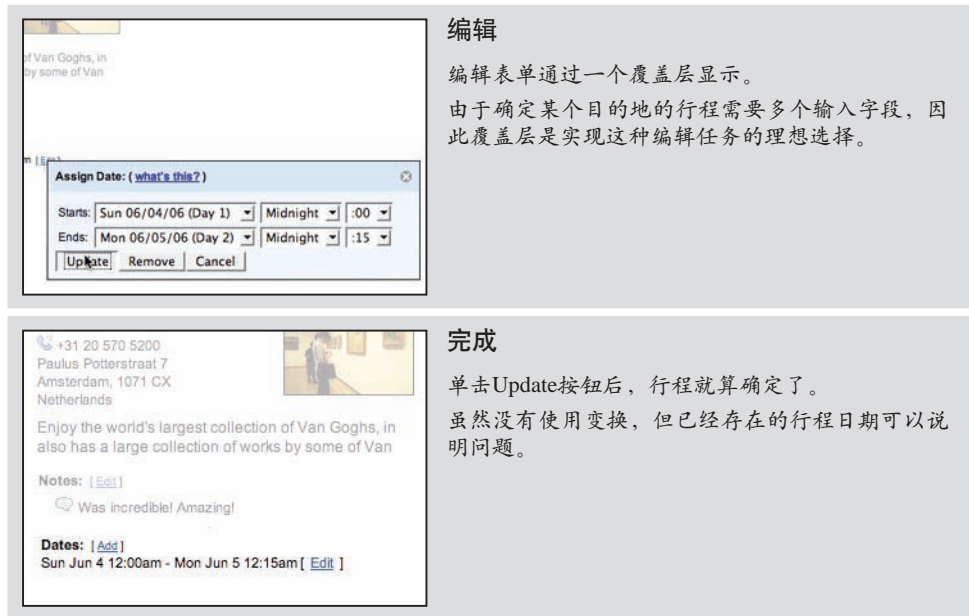 of Van Goghs, in
by some of Van
编辑
编辑表单通过一个覆盖层显示。
由于确定某个目的地的行程需要多个输入字段，因
此覆盖层是实现这种编辑任务的理想选择。
Assign Date: ( what's this? )
Starts: Sun 06/04/06 (Day 1) Midnight :00
Ends: Mon 06/05/06 (Day 2) Midnight :15
Update Remove Cancel
+31 20 570 5200
Paulus Potterstraat 7
Amsterdam, 1071 CX
Netherlands
Enjoy the world's largest collection of Van Goghs, in
also has a large collection of works by some of Van
Notes: [ Edit ]
Was incredible! Amazing!
Dates: [ Add ]
Sun Jun 4 12:00am - Mon Jun 5 12:15am [ Edit ]
完成
单击Update按钮后，行程就算确定了。
虽然没有使用变换，但已经存在的行程日期可以说
明问题。